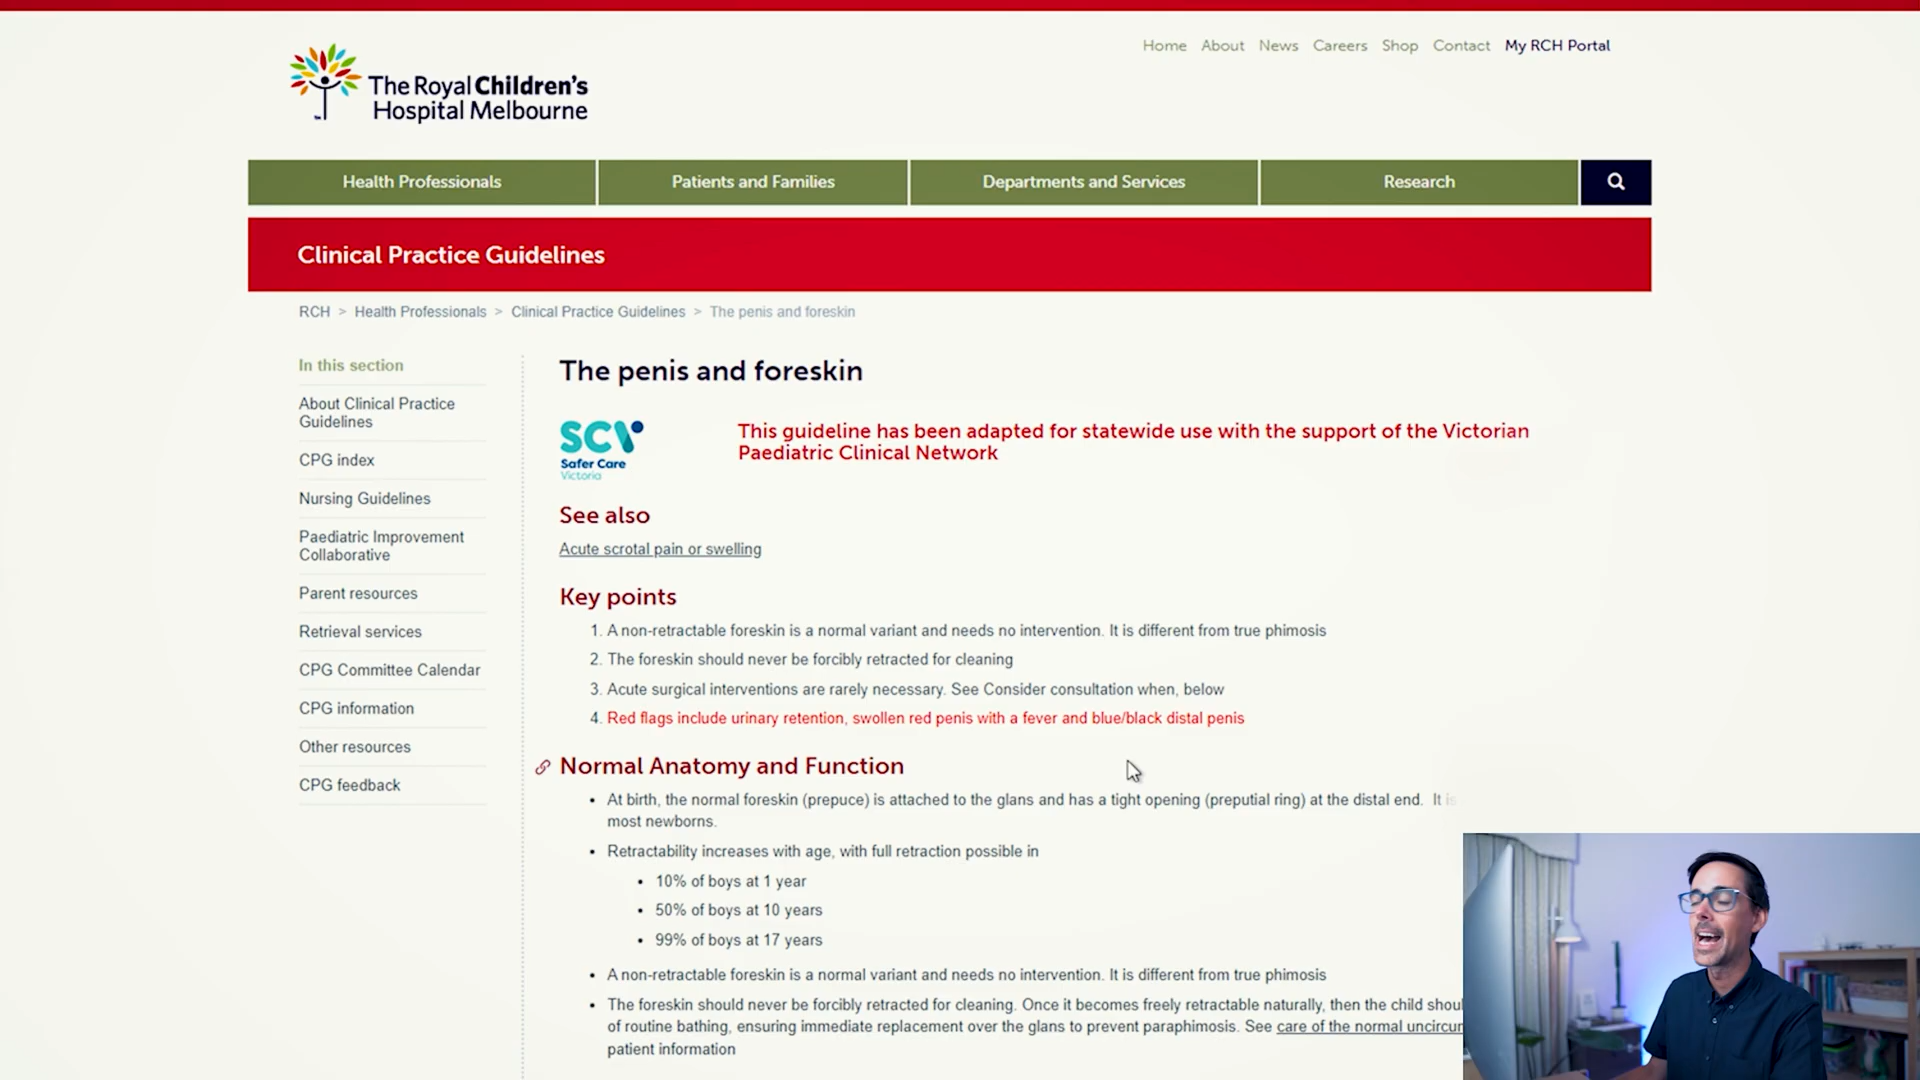 Home About News Careers Shop Contact My RCH Portal
The Royal Children's
Hospital Melbourne
Health Professionals Patients and Families Departments and Services Research
Clinical Practice Guidelines
RCH > Health Professionals > Clinical Practice Guidelines > The penis and foreskin
In this section
About Clinical Practice
Guidelines
CPG index
Nursing Guidelines
Paediatric Improvement
Collaborative
Parent resources
Retrieval services
CPG Committee Calendar
CPG information
Other resources
CPG feedback
The penis and foreskin
SCV
Safer Care
Victoria
This guideline has been adapted for statewide use with the support of the Victorian
Paediatric Clinical Network
See also
Acute scrotal pain or swelling
Key points
1. A non-retractable foreskin is a normal variant and needs no intervention. It is different from true phimosis
2. The foreskin should never be forcibly retracted for cleaning
3. Acute surgical interventions are rarely necessary. See Consider consultation when, below
4. Red flags include urinary retention, swollen red penis with a fever and blue/black distal penis
Normal Anatomy and Function
• At birth, the normal foreskin (prepuce) is attached to the glans and has a tight opening (preputial ring) at the distal end. It is
most newborns.
• Retractability increases with age, with full retraction possible in
• 10% of boys at 1 year
• 50% of boys at 10 years
• 99% of boys at 17 years
• A non-retractable foreskin is a normal variant and needs no intervention. It is different from true phimosis
• The foreskin should never be forcibly retracted for cleaning. Once it becomes freely retractable naturally, then the child
of routine bathing, ensuring immediate replacement over the glans to prevent paraphimosis. See care of the normal
patient information